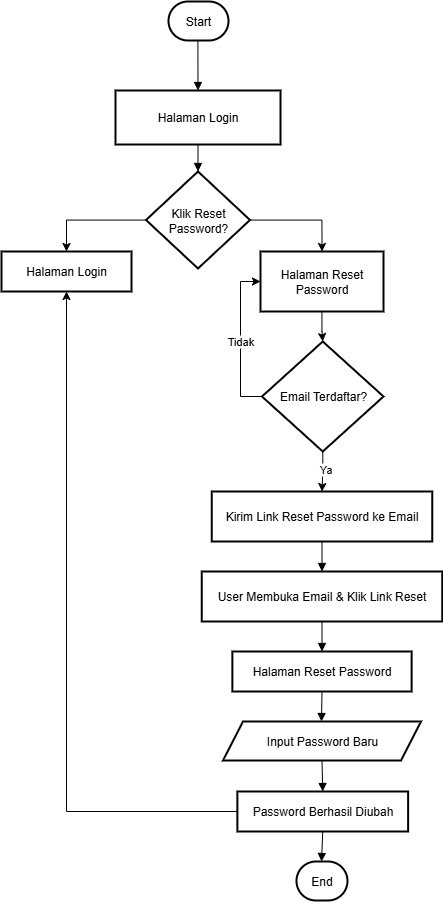 Start
Halaman Login
Klik Reset
Password?
Halaman Login
Halaman Reset
Password
Tidak
Email Terdaftar?
Ya
Kirim Link Reset Password ke Email
User Membuka Email & Klik Link Reset
Halaman Reset Password
Input Password Baru
Password Berhasil Diubah
End